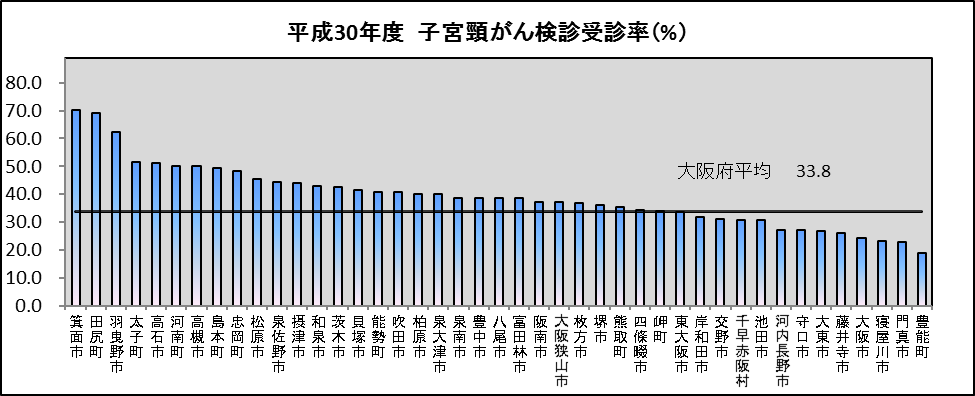 平成30年度 子宮頸がん検診受診率(%)
80.0
70.0
60.0
50.0
40.0
30.0
20.0
10.0
0.0
大阪府平均 33.8
箕面市
田尻町
羽曳野市
太子町
高石市
河南町
高槻市
島本町
忠岡町
松原市
泉佐野市
摂津市
和泉市
茨木市
貝塚市
能勢町
吹田市
柏原市
泉大津市
泉南市
豊中市
八尾市
富田林市
阪南市
大阪狭山市
枚方市
堺市
熊取町
四條畷市
岬町
東大阪市
岸和田市
交野市
千早赤阪村
池田市
河内長野市
守口市
大東市
藤井寺市
大阪市
寝屋川市
門真市
豊能町